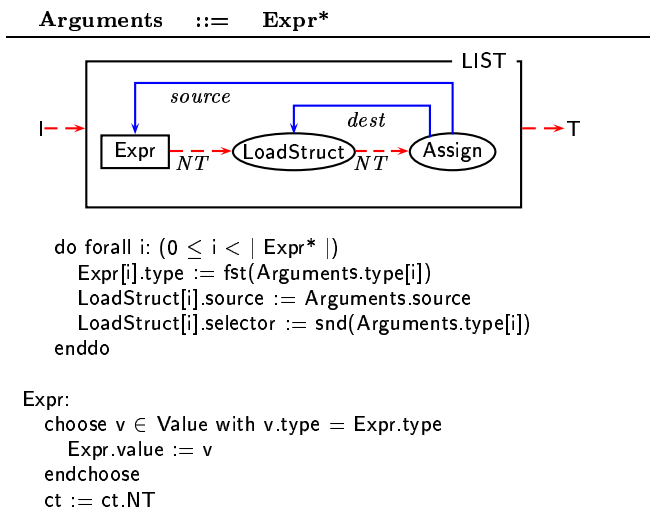 Arguments ::= Expr*
LIST
source
dest
I
T
Expr
NT
LoadStruct
NT
Assign
do forall i: (0 ≤ i < | Expr* |)
Expr[i].type := fst(Arguments.type[i])
LoadStruct[i].source := Arguments.source
LoadStruct[i].selector := snd(Arguments.type[i])
enddo
Expr:
choose v ∈ Value with v.type = Expr.type
Expr.value := v
endchoose
ct := ct.NT